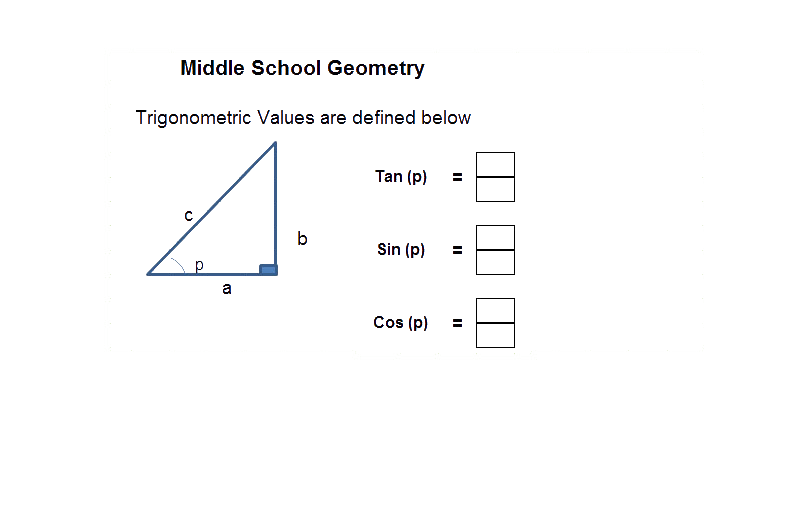 Middle School Geometry
Trigonometric Values are defined below
Tan (p) =
c
b
Sin (p) =
p
a
Cos (p) =